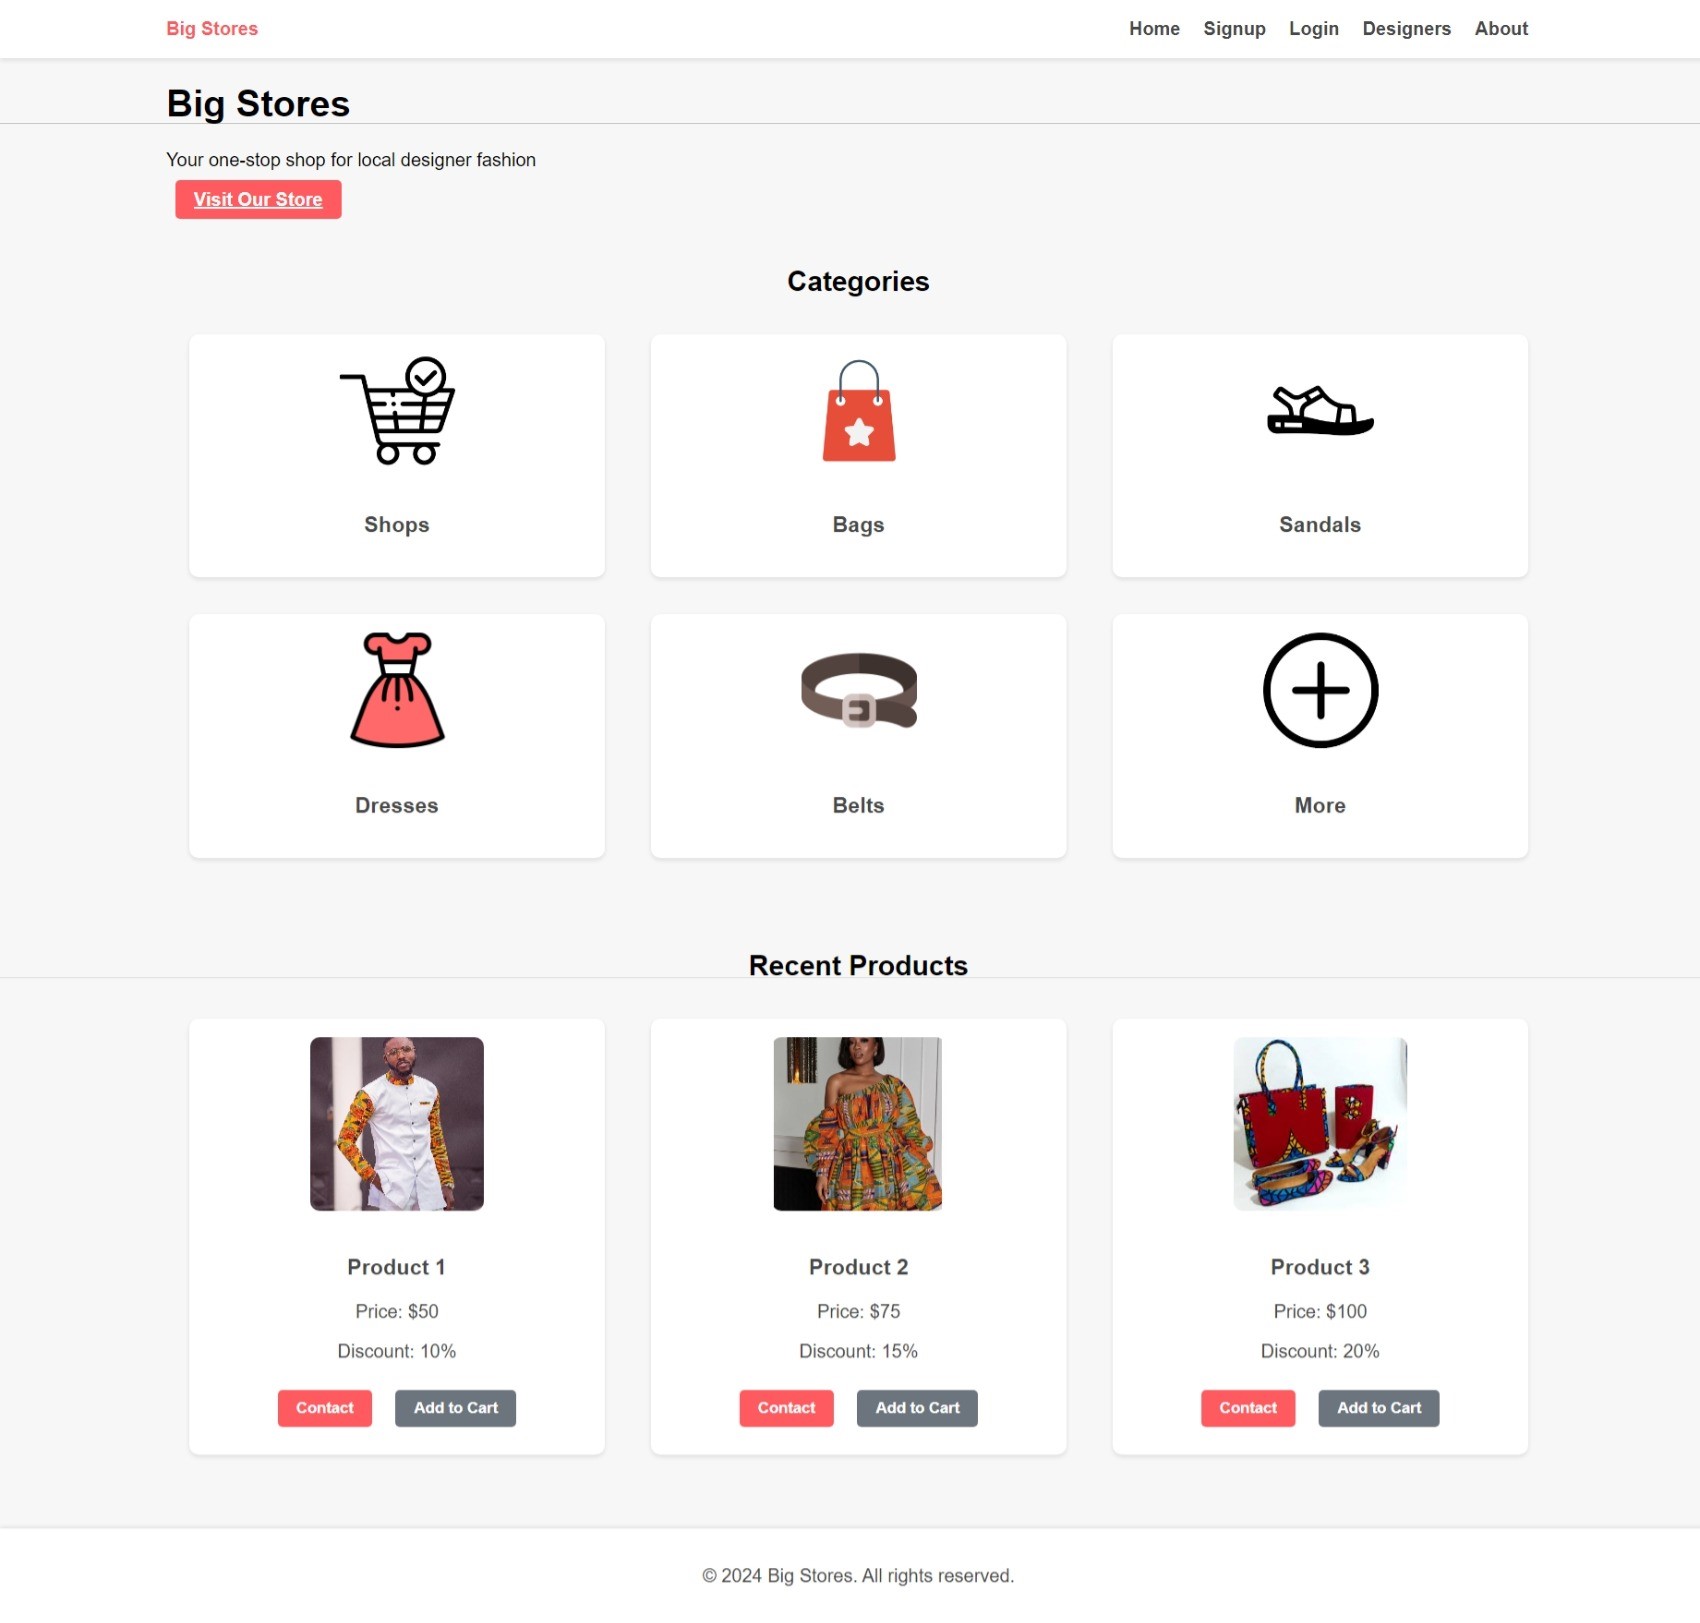 Big Stores
Home Signup Login Designers About
Big Stores
Your one-stop shop for local designer fashion
Visit Our Store
Categories
Shops Bags Sandals
Dresses Belts More
Recent Products
Product 1 Product 2 Product 3
Price: $50 Price: $75 Price: $100
Discount: 10% Discount: 15% Discount: 20%
Contact Add to Cart Contact Add to Cart Contact Add to Cart
© 2024 Big Stores. All rights reserved.